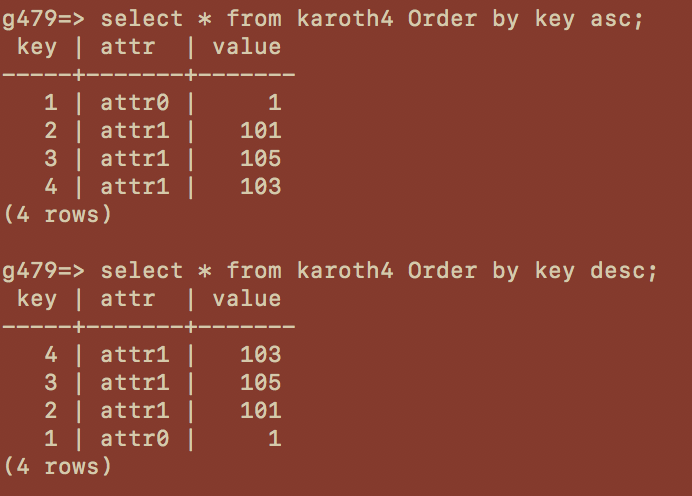 g479=> select * from karoth4 Order by key asc;
 key | attr  | value
-----+-------+-------
   1 | attr0 |     1
   2 | attr1 |   101
   3 | attr1 |   105
   4 | attr1 |   103
(4 rows)

g479=> select * from karoth4 Order by key desc;
 key | attr  | value
-----+-------+-------
   4 | attr1 |   103
   3 | attr1 |   105
   2 | attr1 |   101
   1 | attr0 |     1
(4 rows)